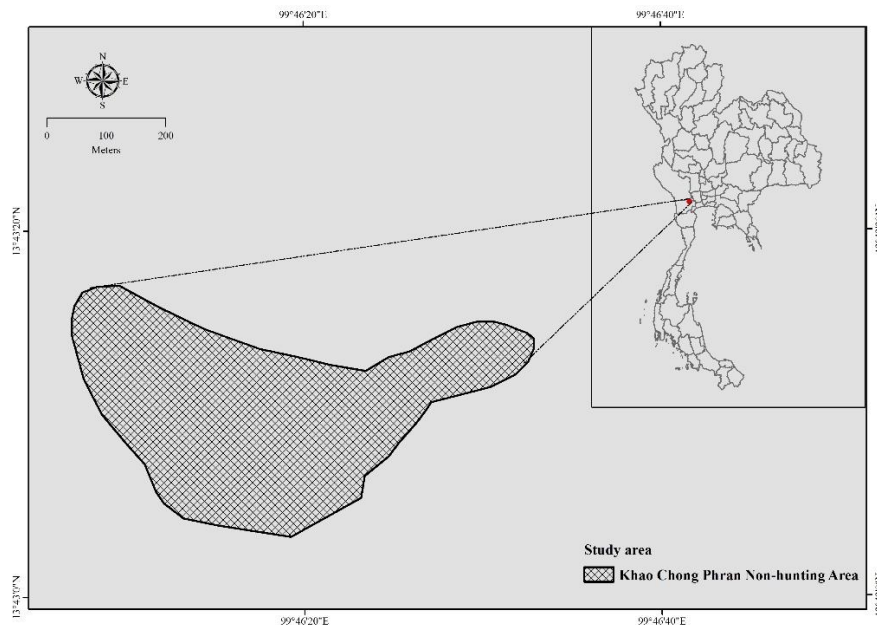 99°46'20"E
99°46'40"E
N
W E
S
0 100 200
Meters
13°43'20"N
13°43'0"N
Study area
Khao Chong Phran Non-hunting Area
99°46'20"E
99°46'40"E